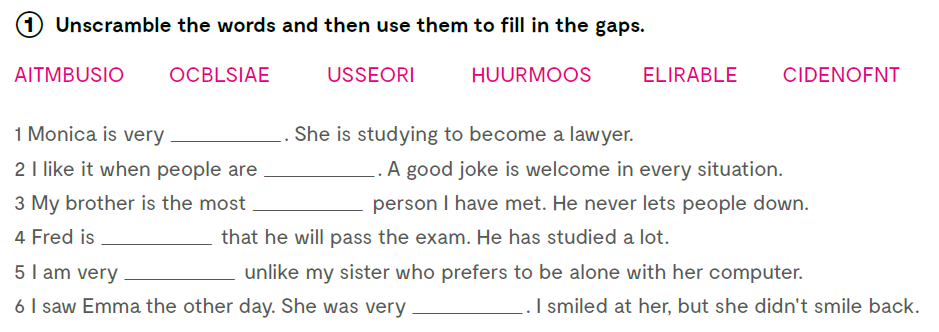 1 Unscramble the words and then use them to fill in the gaps.
AITMBUSIO OCBLSIAE USSEORI HUURMOOS ELIRABLE CIDENOFNT
1 Monica is very __________. She is studying to become a lawyer.
2 I like it when people are __________. A good joke is welcome in every situation.
3 My brother is the most __________ person I have met. He never lets people down.
4 Fred is __________ that he will pass the exam. He has studied a lot.
5 I am very __________ unlike my sister who prefers to be alone with her computer.
6 I saw Emma the other day. She was very __________. I smiled at her, but she didn't smile back.